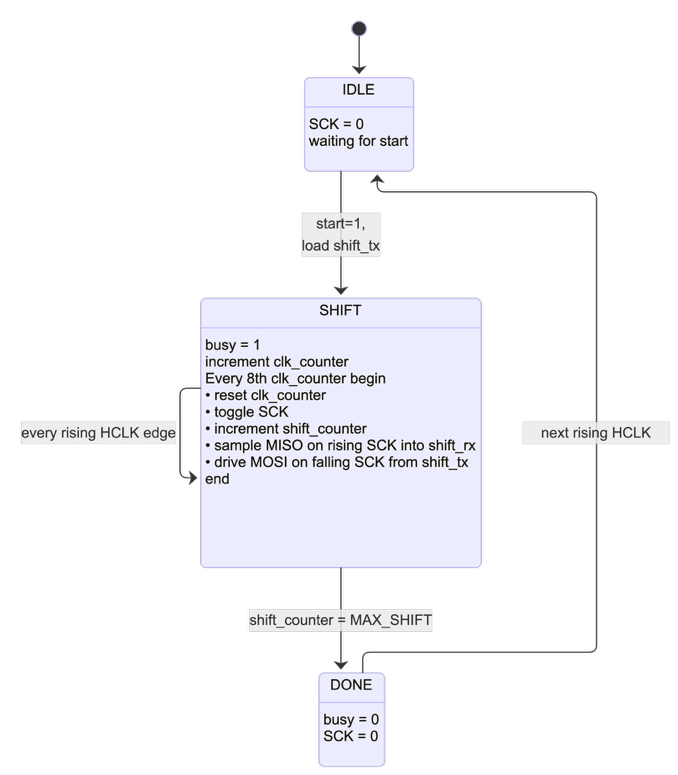 IDLE
SCK = 0
waiting for start
start=1,
load shift_tx
SHIFT
busy = 1
increment clk_counter
Every 8th clk_counter begin
• reset clk_counter
• toggle SCK
• increment shift_counter
• sample MISO on rising SCK into shift_rx
• drive MOSI on falling SCK from shift_tx
end
every rising HCLK edge
next rising HCLK
shift_counter = MAX_SHIFT
DONE
busy = 0
SCK = 0